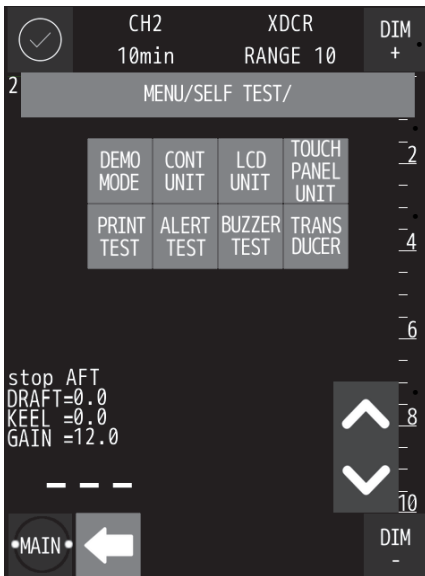 CH2 XDCR DIM
10min RANGE 10 +
2 MENU/SELF TEST/
DEMO MODE
CONT UNIT
LCD UNIT
TOUCH PANEL UNIT
PRINT TEST
ALERT TEST
BUZZER TEST
TRANS DUCER
2
4
6
8
10
stop AFT
DRAFT=0.0
KEEL =0.0
GAIN =12.0
– – –
•MAIN•
DIM
-